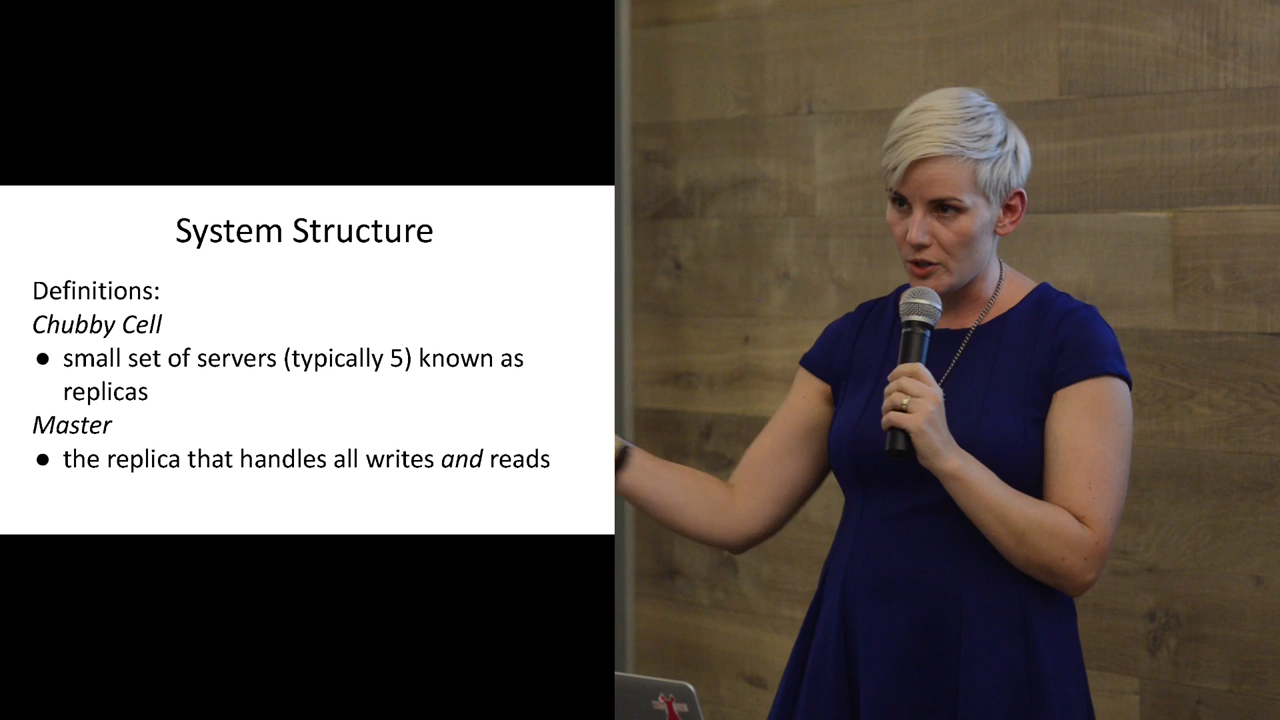 System Structure
Definitions:
Chubby Cell
● small set of servers (typically 5) known as
replicas
Master
● the replica that handles all writes and reads